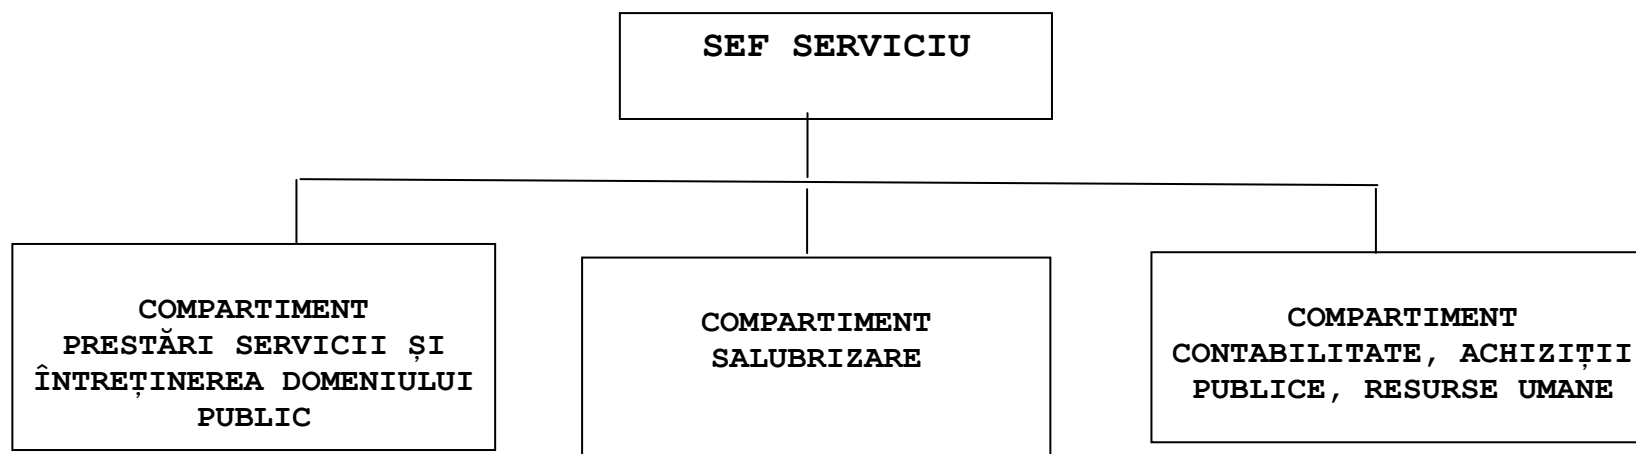 SEF SERVICIU
COMPARTIMENT
PRESTĂRI SERVICII ȘI
ÎNTREȚINEREA DOMENIULUI
PUBLIC
COMPARTIMENT
SALUBRIZARE
COMPARTIMENT
CONTABILITATE, ACHIZIȚII
PUBLICE, RESURSE UMANE